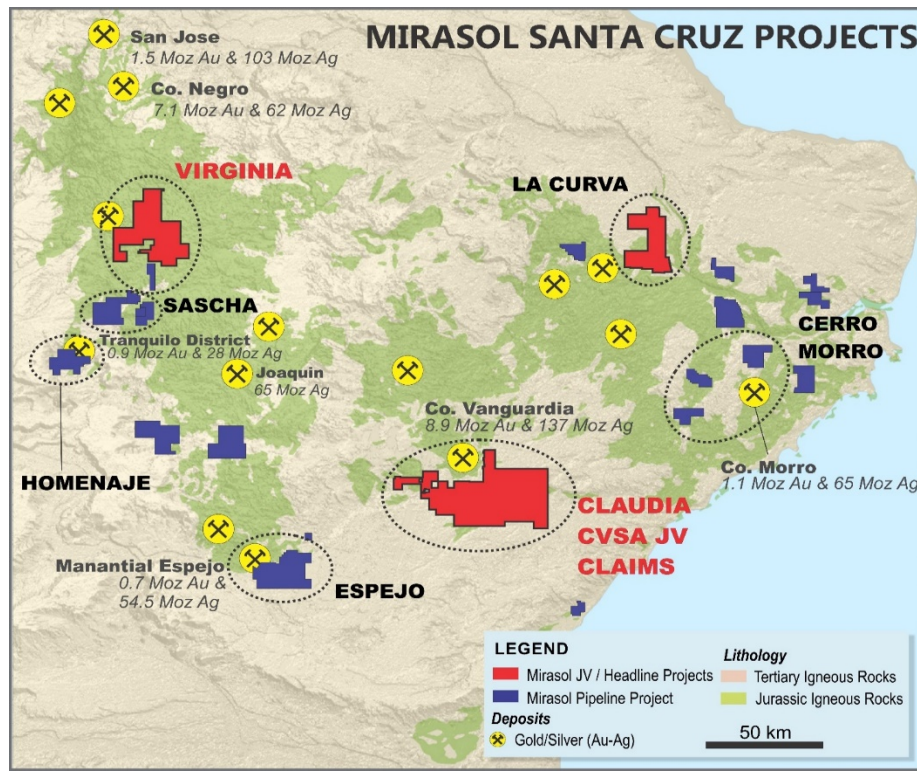 MIRASOL SANTA CRUZ PROJECTS
San Jose
1.5 Moz Au & 103 Moz Ag
Co. Negro
7.1 Moz Au & 62 Moz Ag
VIRGINIA
LA CURVA
SASCHA
Tranquilo District
0.9 Moz Au & 28 Moz Ag
Joaquin
65 Moz Ag
CERRO
MORRO
Co. Vanguardia
8.9 Moz Au & 137 Moz Ag
HOMENAJE
Co. Morro
1.1 Moz Au & 65 Moz Ag
CLAUDIA
CVSA JV
CLAIMS
Manantial Espejo
0.7 Moz Au &
54.5 Moz Ag
ESPEJO
LEGEND
Mirasol JV / Headline Projects
Mirasol Pipeline Project
Deposits
Gold/Silver (Au-Ag)
Lithology
Tertiary Igneous Rocks
Jurassic Igneous Rocks
50 km